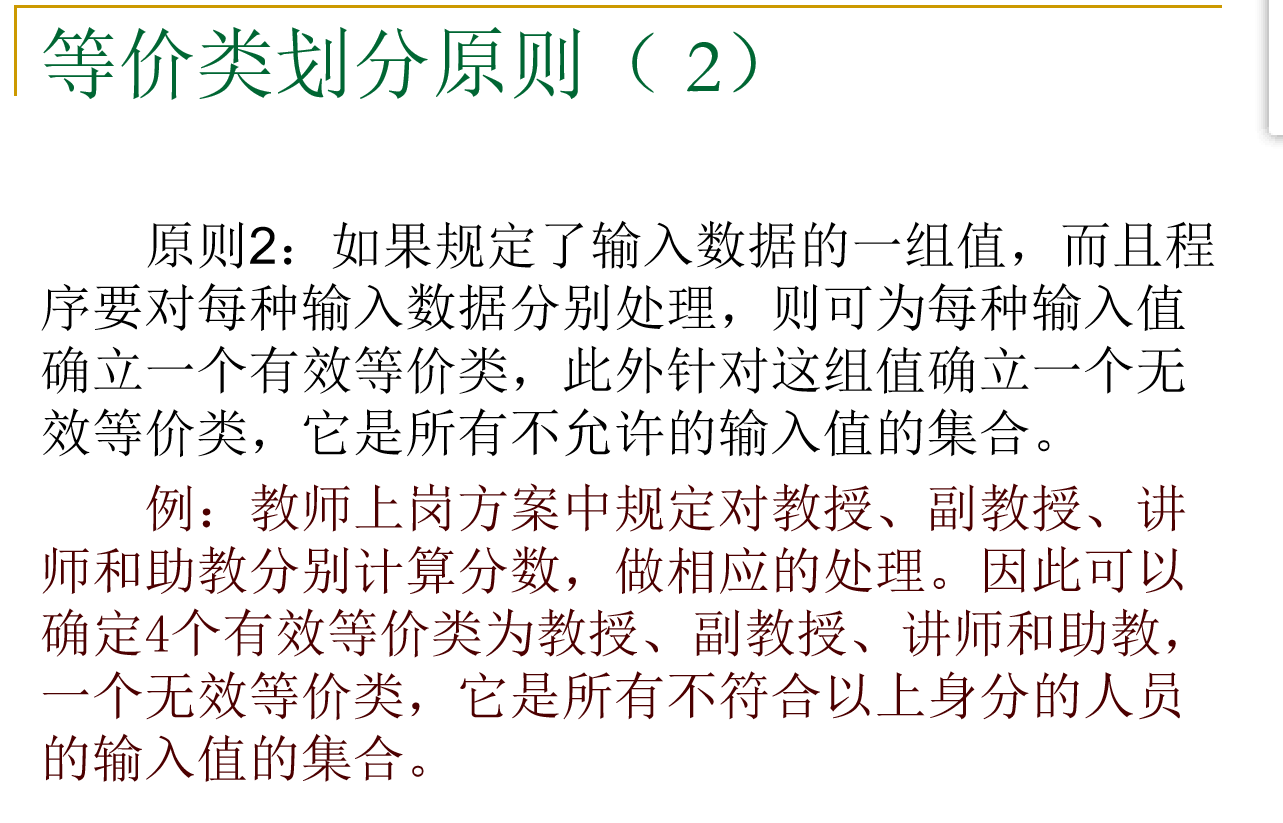 等价类划分原则（2）
原则2：如果规定了输入数据的一组值，而且程
序要对每种输入数据分别处理，则可为每种输入值
确立一个有效等价类，此外针对这组值确立一个无
效等价类，它是所有不允许的输入值的集合。
例：教师上岗方案中规定对教授、副教授、讲
师和助教分别计算分数，做相应的处理。因此可以
确定4个有效等价类为教授、副教授、讲师和助教，
一个无效等价类，它是所有不符合以上身分的人员
的输入值的集合。